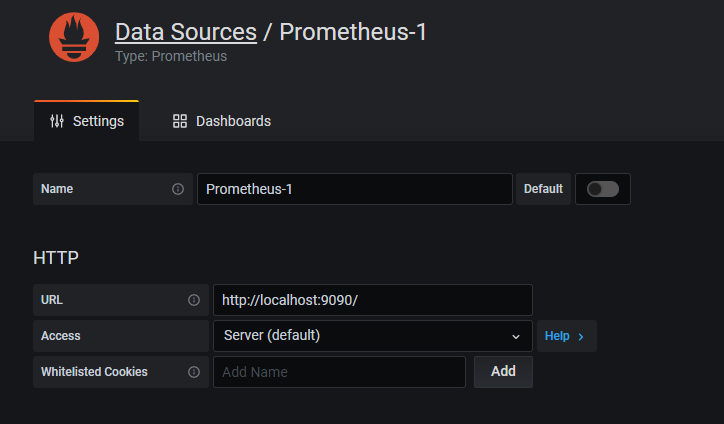 Data Sources / Prometheus-1
Type: Prometheus
Settings Dashboards
Name Prometheus-1 Default
HTTP
URL http://localhost:9090/
Access Server (default) Help
Whitelisted Cookies Add Name Add